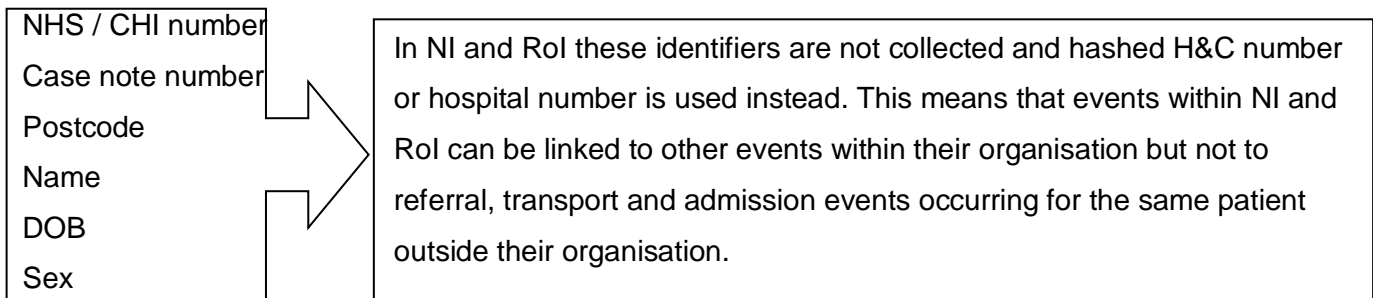 NHS / CHI number
Case note number
Postcode
Name
DOB
Sex
In NI and RoI these identifiers are not collected and hashed H&C number
or hospital number is used instead. This means that events within NI and
RoI can be linked to other events within their organisation but not to
referral, transport and admission events occurring for the same patient
outside their organisation.